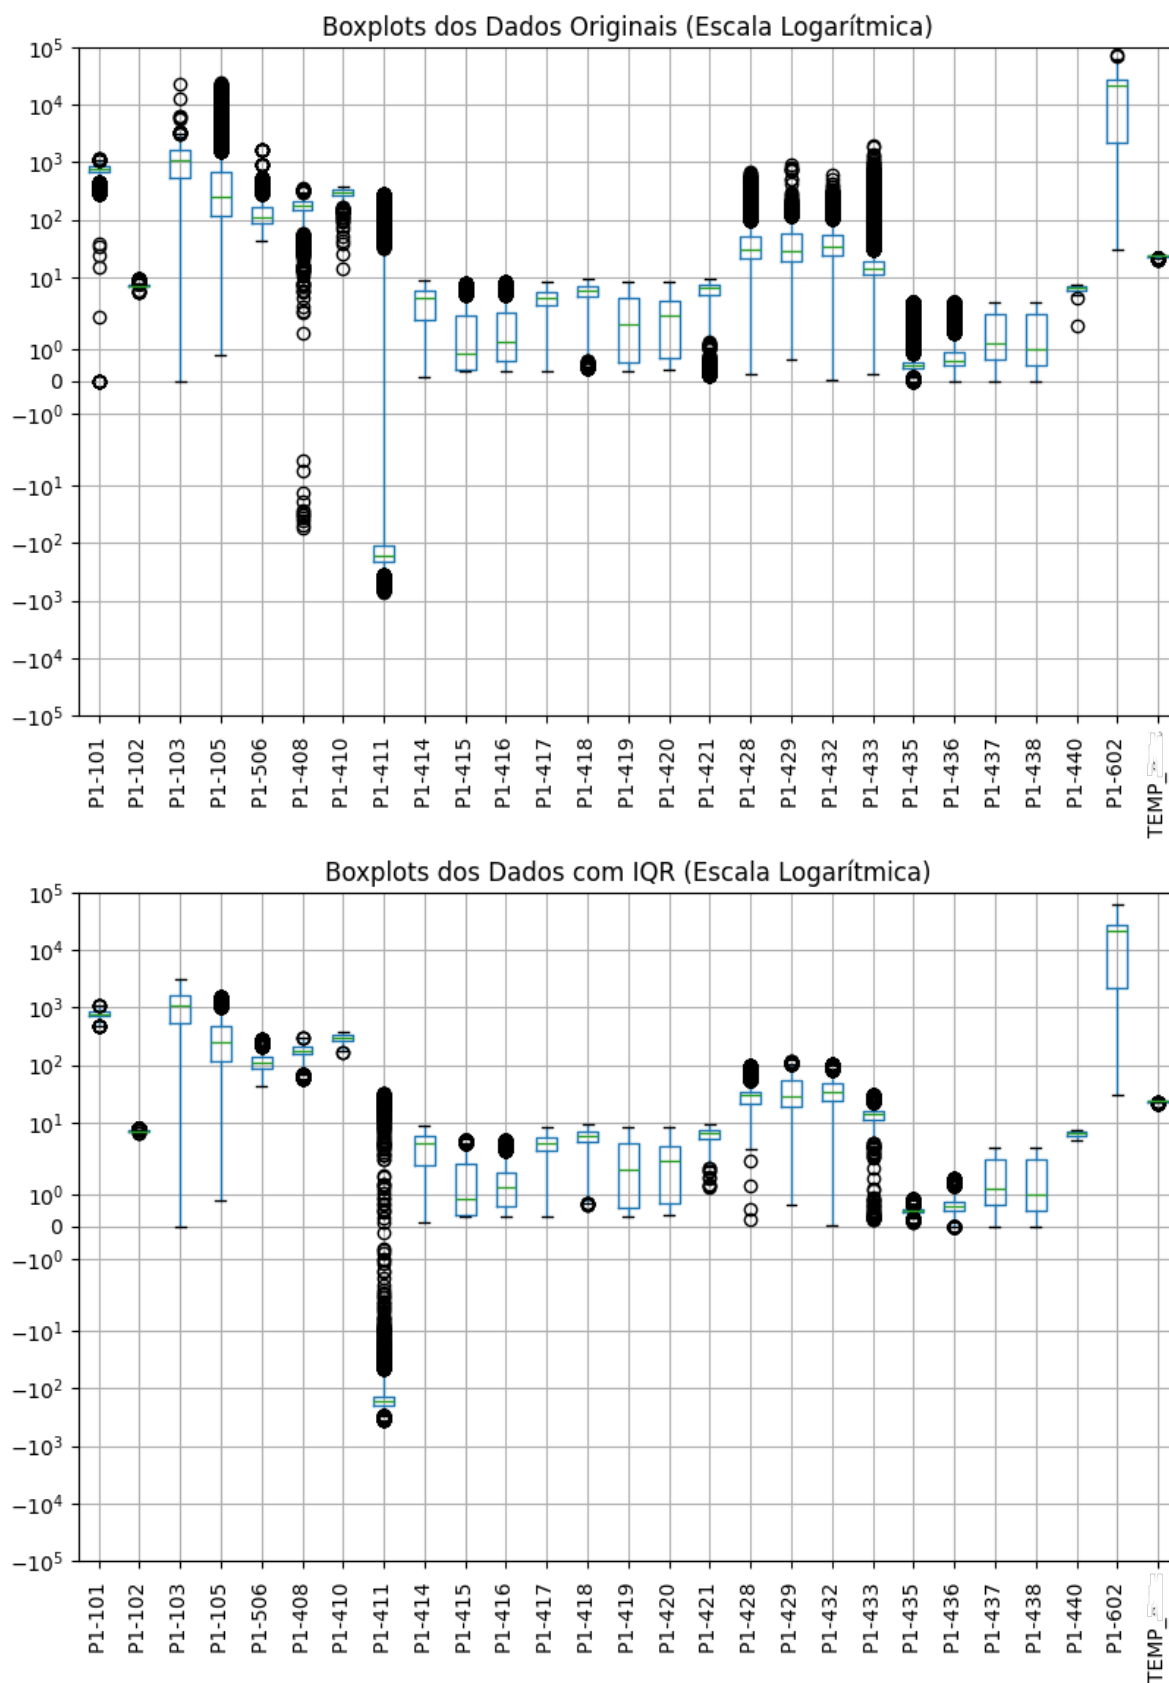 Boxplots dos Dados Originais (Escala Logarítmica)
10⁵
10⁴
10³
10²
10¹
10⁰
0
−10⁰
−10¹
−10²
−10³
−10⁴
−10⁵
P1-101
P1-102
P1-103
P1-105
P1-506
P1-408
P1-410
P1-411
P1-414
P1-415
P1-416
P1-417
P1-418
P1-419
P1-420
P1-421
P1-428
P1-429
P1-432
P1-433
P1-435
P1-436
P1-437
P1-438
P1-440
P1-602
TEMP_
Boxplots dos Dados com IQR (Escala Logarítmica)
10⁵
10⁴
10³
10²
10¹
10⁰
0
−10⁰
−10¹
−10²
−10³
−10⁴
−10⁵
P1-101
P1-102
P1-103
P1-105
P1-506
P1-408
P1-410
P1-411
P1-414
P1-415
P1-416
P1-417
P1-418
P1-419
P1-420
P1-421
P1-428
P1-429
P1-432
P1-433
P1-435
P1-436
P1-437
P1-438
P1-440
P1-602
TEMP_